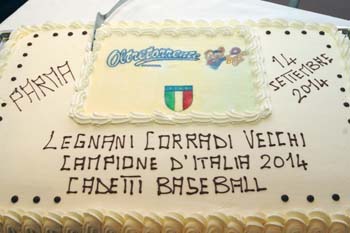 PARMA
Oltretorrente
14
SETTEMBRE
2014
LEGNANI CORRADI VECCHI
CAMPIONE D'ITALIA 2014
CADETTI BASEBALL